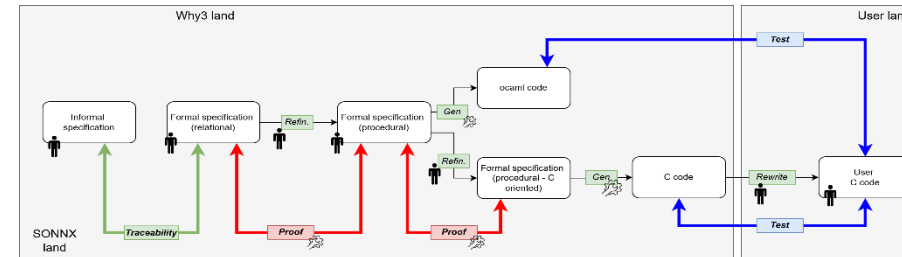 Why3 land
User lan
Test
ocaml code
Informal
specification
Formal specification
(relational)
Refin.
Formal specification
(procedural)
Gen
Refin.
Formal specification
(procedural - C
oriented)
Gen.
C code
Rewrite
User
C code
SONNX
land
Traceability
Proof
Proof
Test